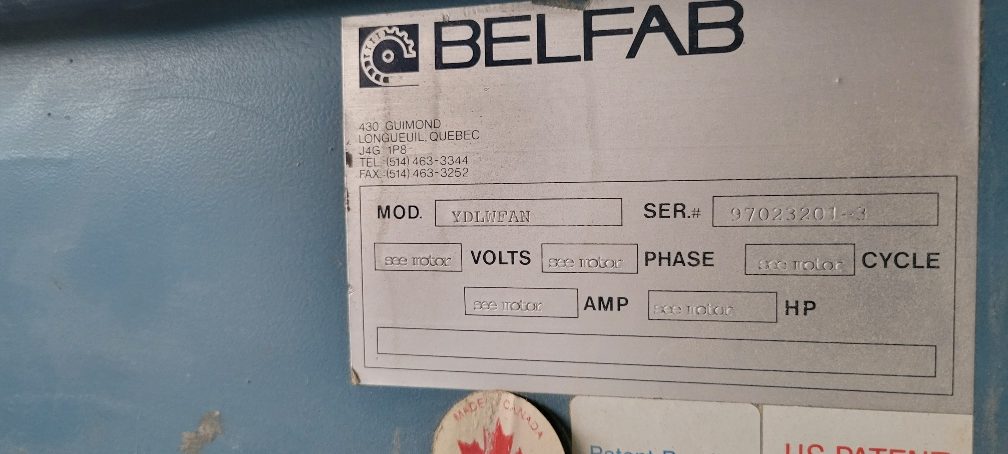 BELFAB
430 GUIMOND
LONGUEUIL, QUEBEC
J4G 1P8
TEL: (514) 463-3344
FAX: (514) 463-3252
MOD. YDLWFAN SER.# 97023201-3
see motor VOLTS see motor PHASE see motor CYCLE
see motor AMP see motor HP
MADE CANADA
Patent
US PATENT